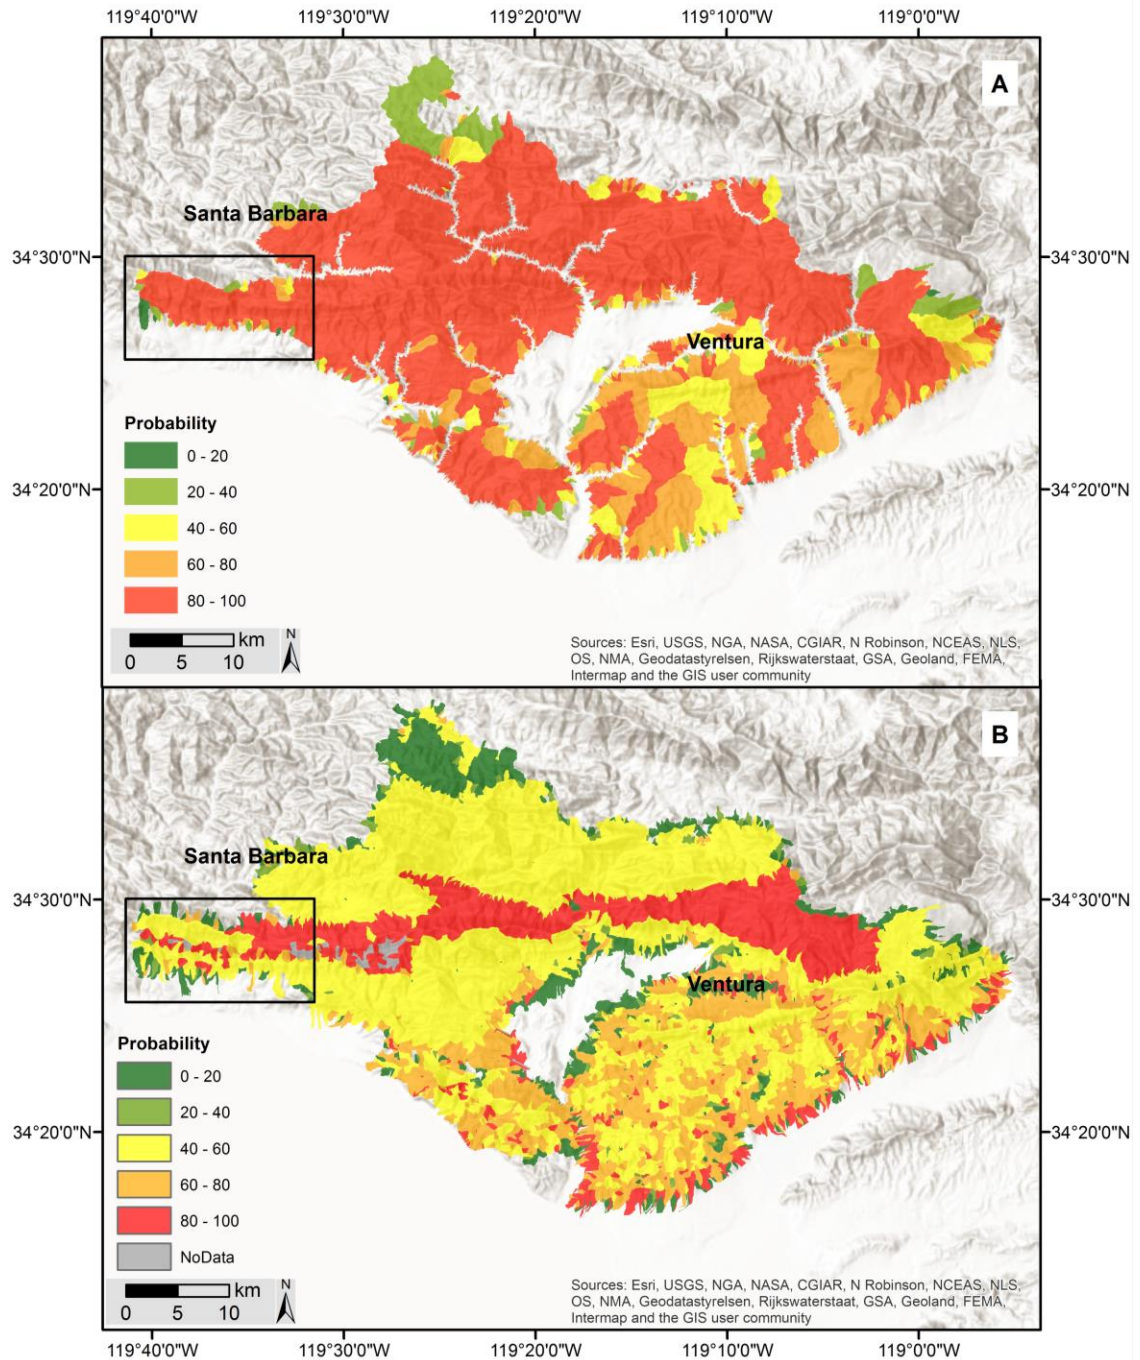 119°40'0"W 119°30'0"W 119°20'0"W 119°10'0"W 119°0'0"W
A
Santa Barbara
34°30'0"N 34°30'0"N
Ventura
Probability
0 - 20
20 - 40
34°20'0"N 34°20'0"N
40 - 60
60 - 80
80 - 100
km N
0 5 10
Sources: Esri, USGS, NGA, NASA, CGIAR, N Robinson, NCEAS, NLS,
OS, NMA, Geodatastyrelsen, Rijkswaterstaat, GSA, Geoland, FEMA,
Intermap and the GIS user community
B
Santa Barbara
34°30'0"N 34°30'0"N
Ventura
Probability
0 - 20
20 - 40
34°20'0"N 34°20'0"N
40 - 60
60 - 80
80 - 100
NoData
km N
0 5 10
Sources: Esri, USGS, NGA, NASA, CGIAR, N Robinson, NCEAS, NLS,
OS, NMA, Geodatastyrelsen, Rijkswaterstaat, GSA, Geoland, FEMA,
Intermap and the GIS user community
119°40'0"W 119°30'0"W 119°20'0"W 119°10'0"W 119°0'0"W